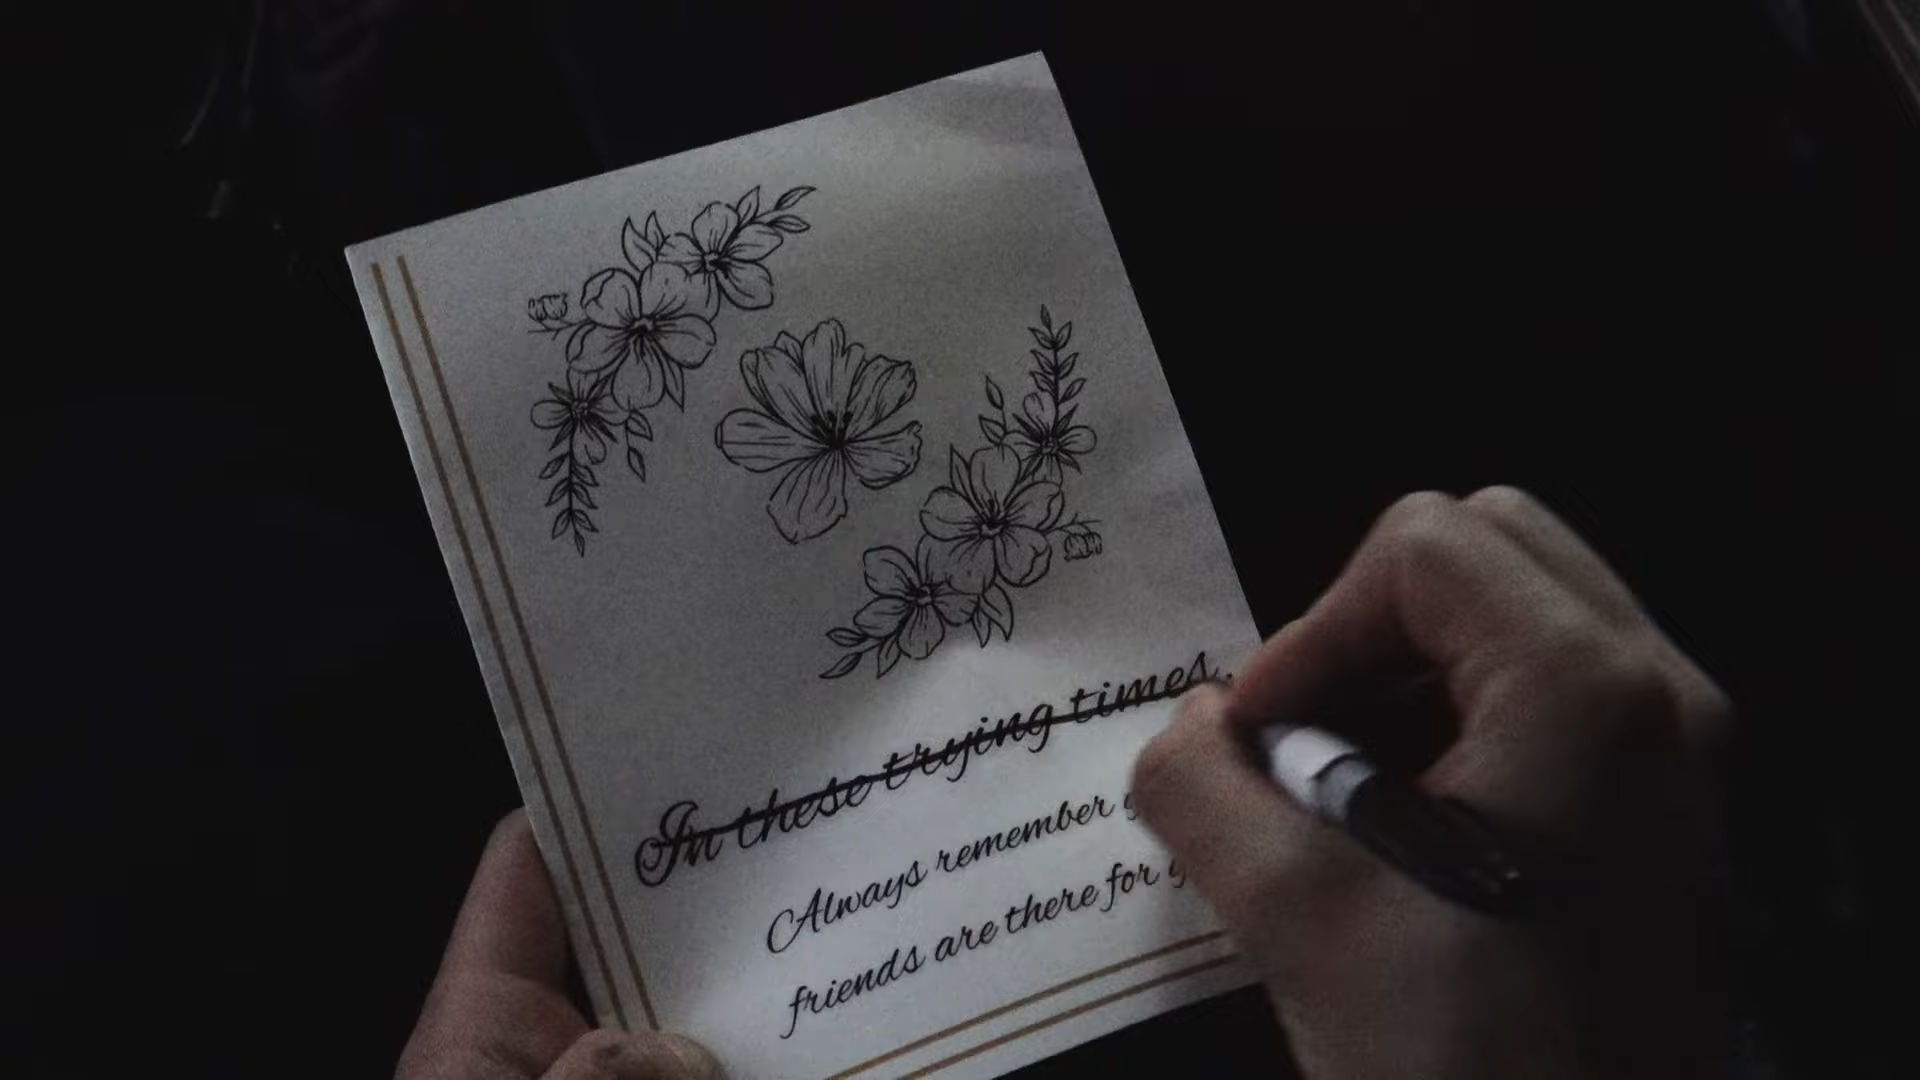 In these trying times.
Always remember
friends are there for